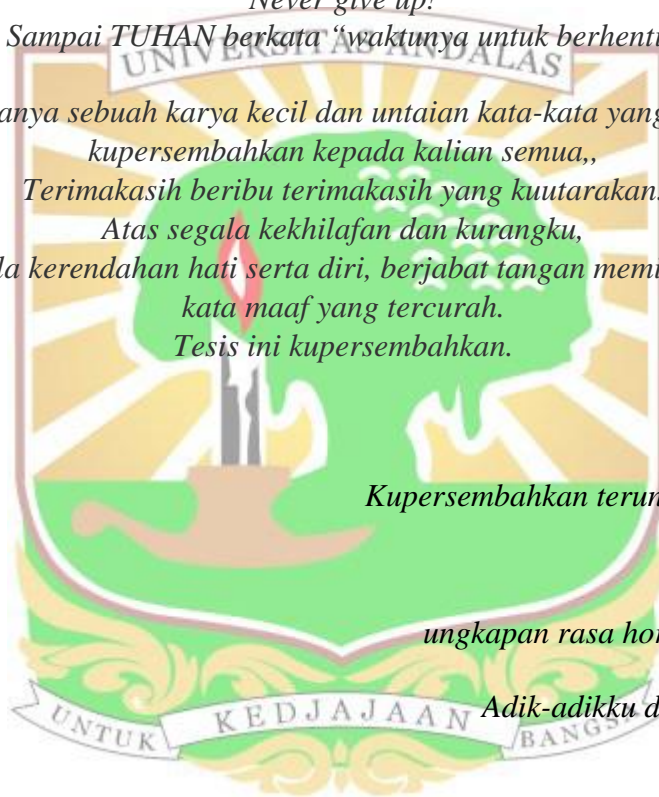 Never give up!
Sampai TUHAN berkata “waktunya untuk berhenti
UNIVERSITAS ANDALAS
anya sebuah karya kecil dan untaian kata-kata yang
kupersembahkan kepada kalian semua,,
Terimakasih beribu terimakasih yang kuutarakan.
Atas segala kekhilafan dan kurangku,
la kerendahan hati serta diri, berjabat tangan memi
kata maaf yang tercurah.
Tesis ini kupersembahkan.
Kupersembahkan terun
ungkapan rasa hor
Adik-adikku d
UNTUK KEDJAJAAN BANGSA